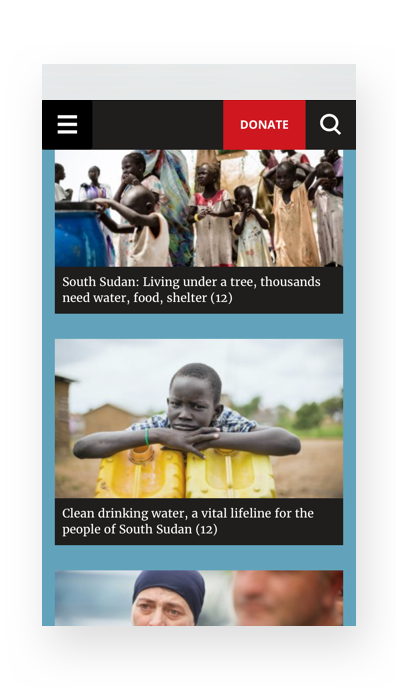 DONATE
South Sudan: Living under a tree, thousands
need water, food, shelter (12)
Clean drinking water, a vital lifeline for the
people of South Sudan (12)